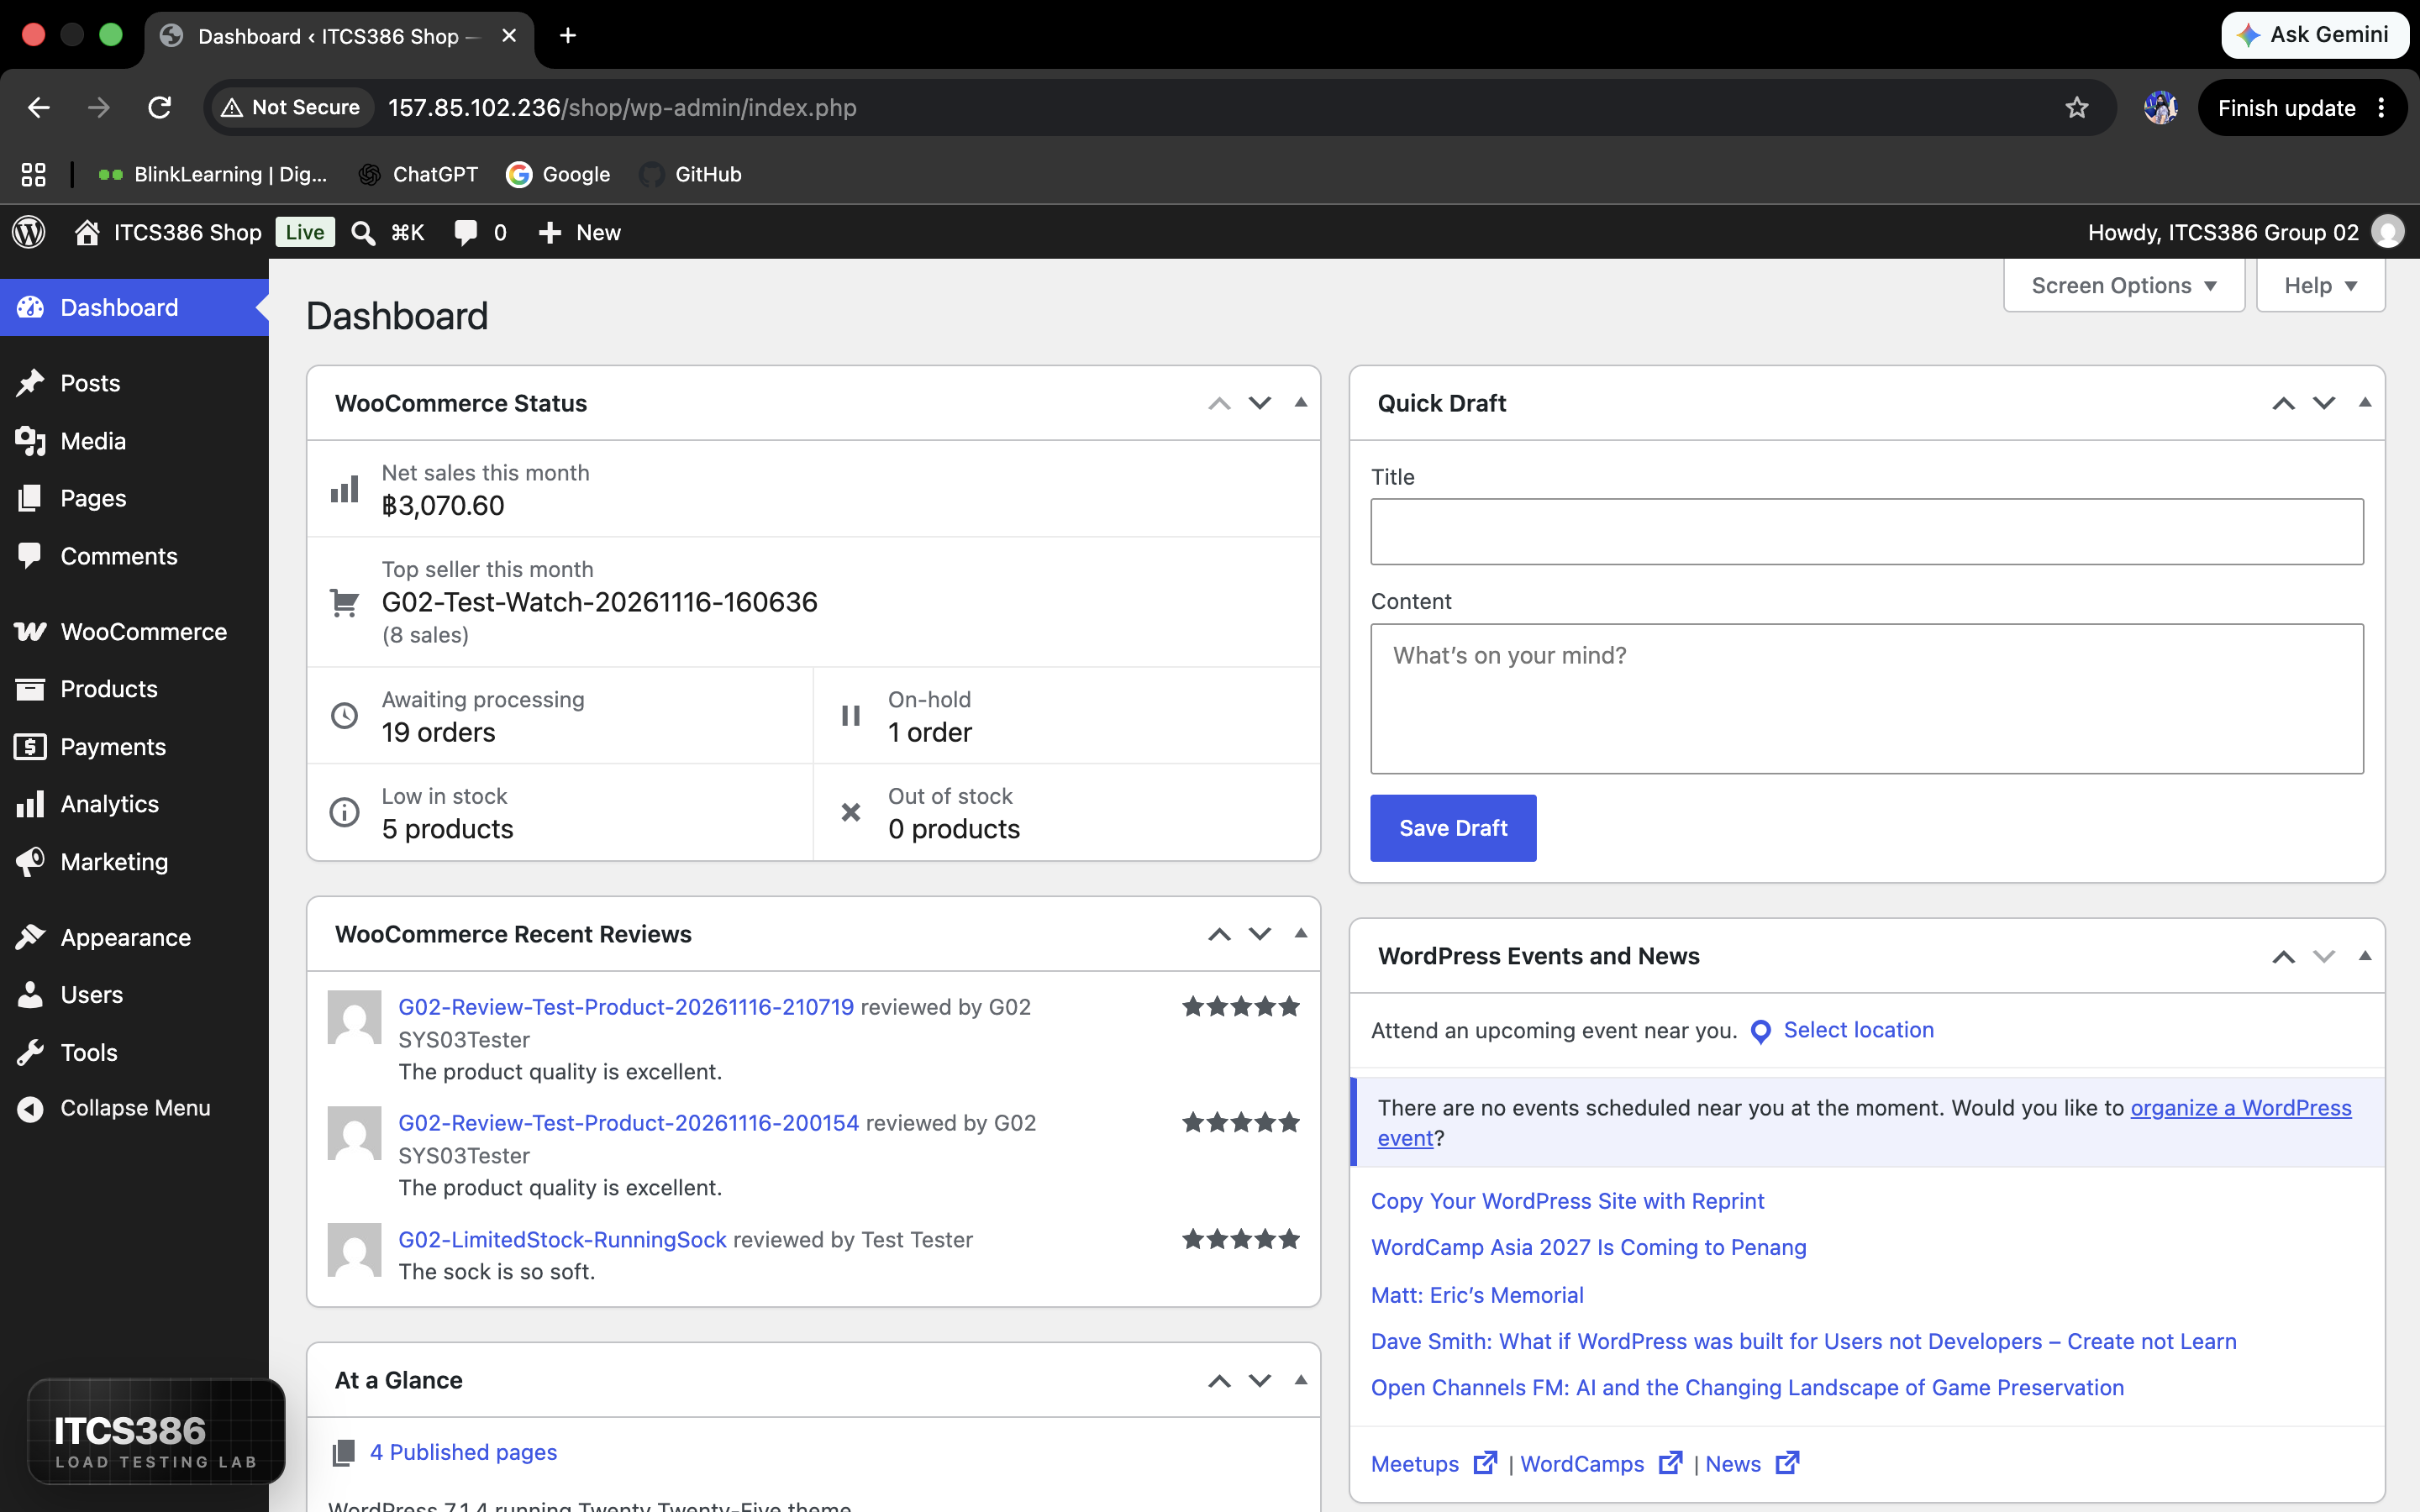 Dashboard ‹ ITCS386 Shop —
Ask Gemini
Not Secure 157.85.102.236/shop/wp-admin/index.php
Finish update
BlinkLearning | Dig...
ChatGPT
Google
GitHub
ITCS386 Shop Live ⌘K 0 New
Howdy, ITCS386 Group 02
Dashboard
Posts
Media
Pages
Comments
WooCommerce
Products
Payments
Analytics
Marketing
Appearance
Users
Tools
Collapse Menu
ITCS386
LOAD TESTING LAB
Screen Options
Help
Dashboard
WooCommerce Status
Net sales this month
฿3,070.60
Top seller this month
G02-Test-Watch-20261116-160636
(8 sales)
Awaiting processing
19 orders
On-hold
1 order
Low in stock
5 products
Out of stock
0 products
WooCommerce Recent Reviews
G02-Review-Test-Product-20261116-210719 reviewed by G02
SYS03Tester
The product quality is excellent.
G02-Review-Test-Product-20261116-200154 reviewed by G02
SYS03Tester
The product quality is excellent.
G02-LimitedStock-RunningSock reviewed by Test Tester
The sock is so soft.
At a Glance
4 Published pages
WordPress 7.1.4 running Twenty Twenty-Five theme
Quick Draft
Title
Content
What's on your mind?
Save Draft
WordPress Events and News
Attend an upcoming event near you. Select location
There are no events scheduled near you at the moment. Would you like to organize a WordPress
event?
Copy Your WordPress Site with Reprint
WordCamp Asia 2027 Is Coming to Penang
Matt: Eric's Memorial
Dave Smith: What if WordPress was built for Users not Developers – Create not Learn
Open Channels FM: AI and the Changing Landscape of Game Preservation
Meetups | WordCamps | News